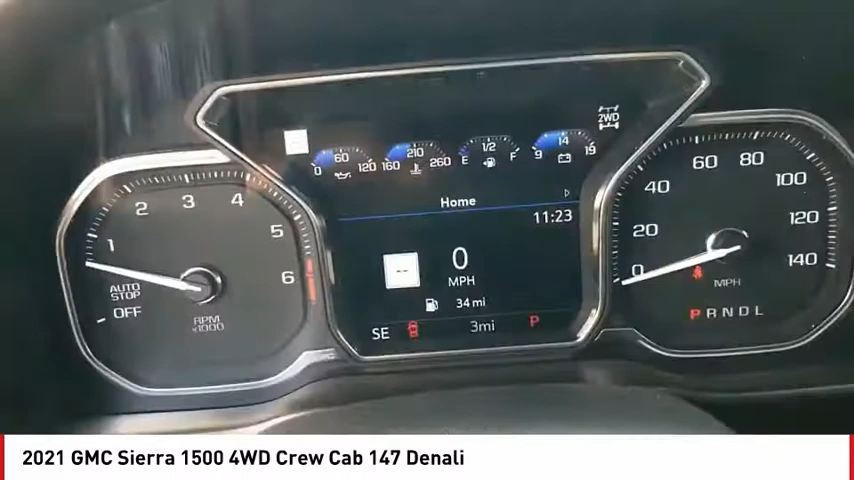 2WD
60
0 120
210
160 260
1/2
E F
14
9 19
Home
11:23
1 2 3 4 5 6
AUTO
STOP
OFF
RPM
X1000
--
0
MPH
34 mi
SE 3mi P
0 20 40 60 80 100 120 140
MPH
PRNDL
2021 GMC Sierra 1500 4WD Crew Cab 147 Denali